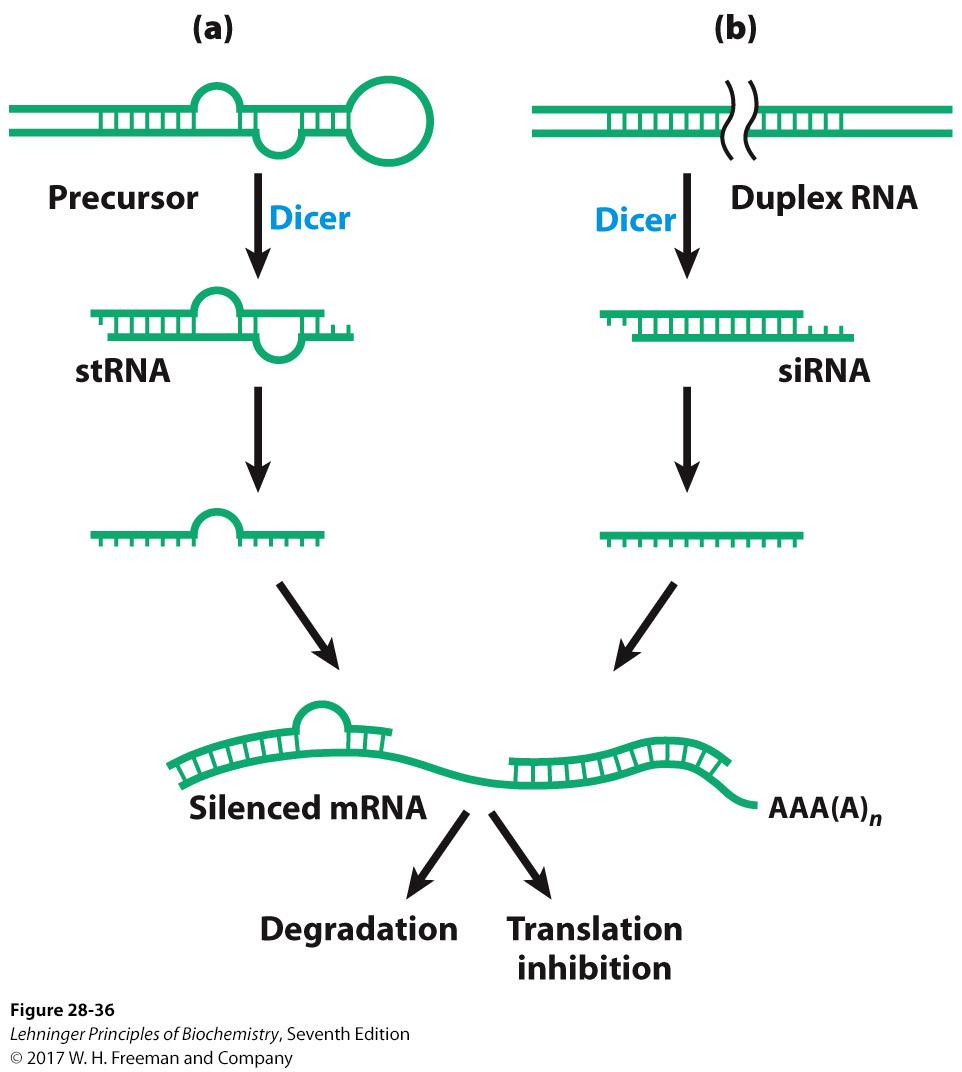 (a)
(b)
Precursor
Dicer
Dicer
Duplex RNA
stRNA
siRNA
Silenced mRNA
AAA(A)n
Degradation
Translation
inhibition
Figure 28-36
Lehninger Principles of Biochemistry, Seventh Edition
© 2017 W. H. Freeman and Company